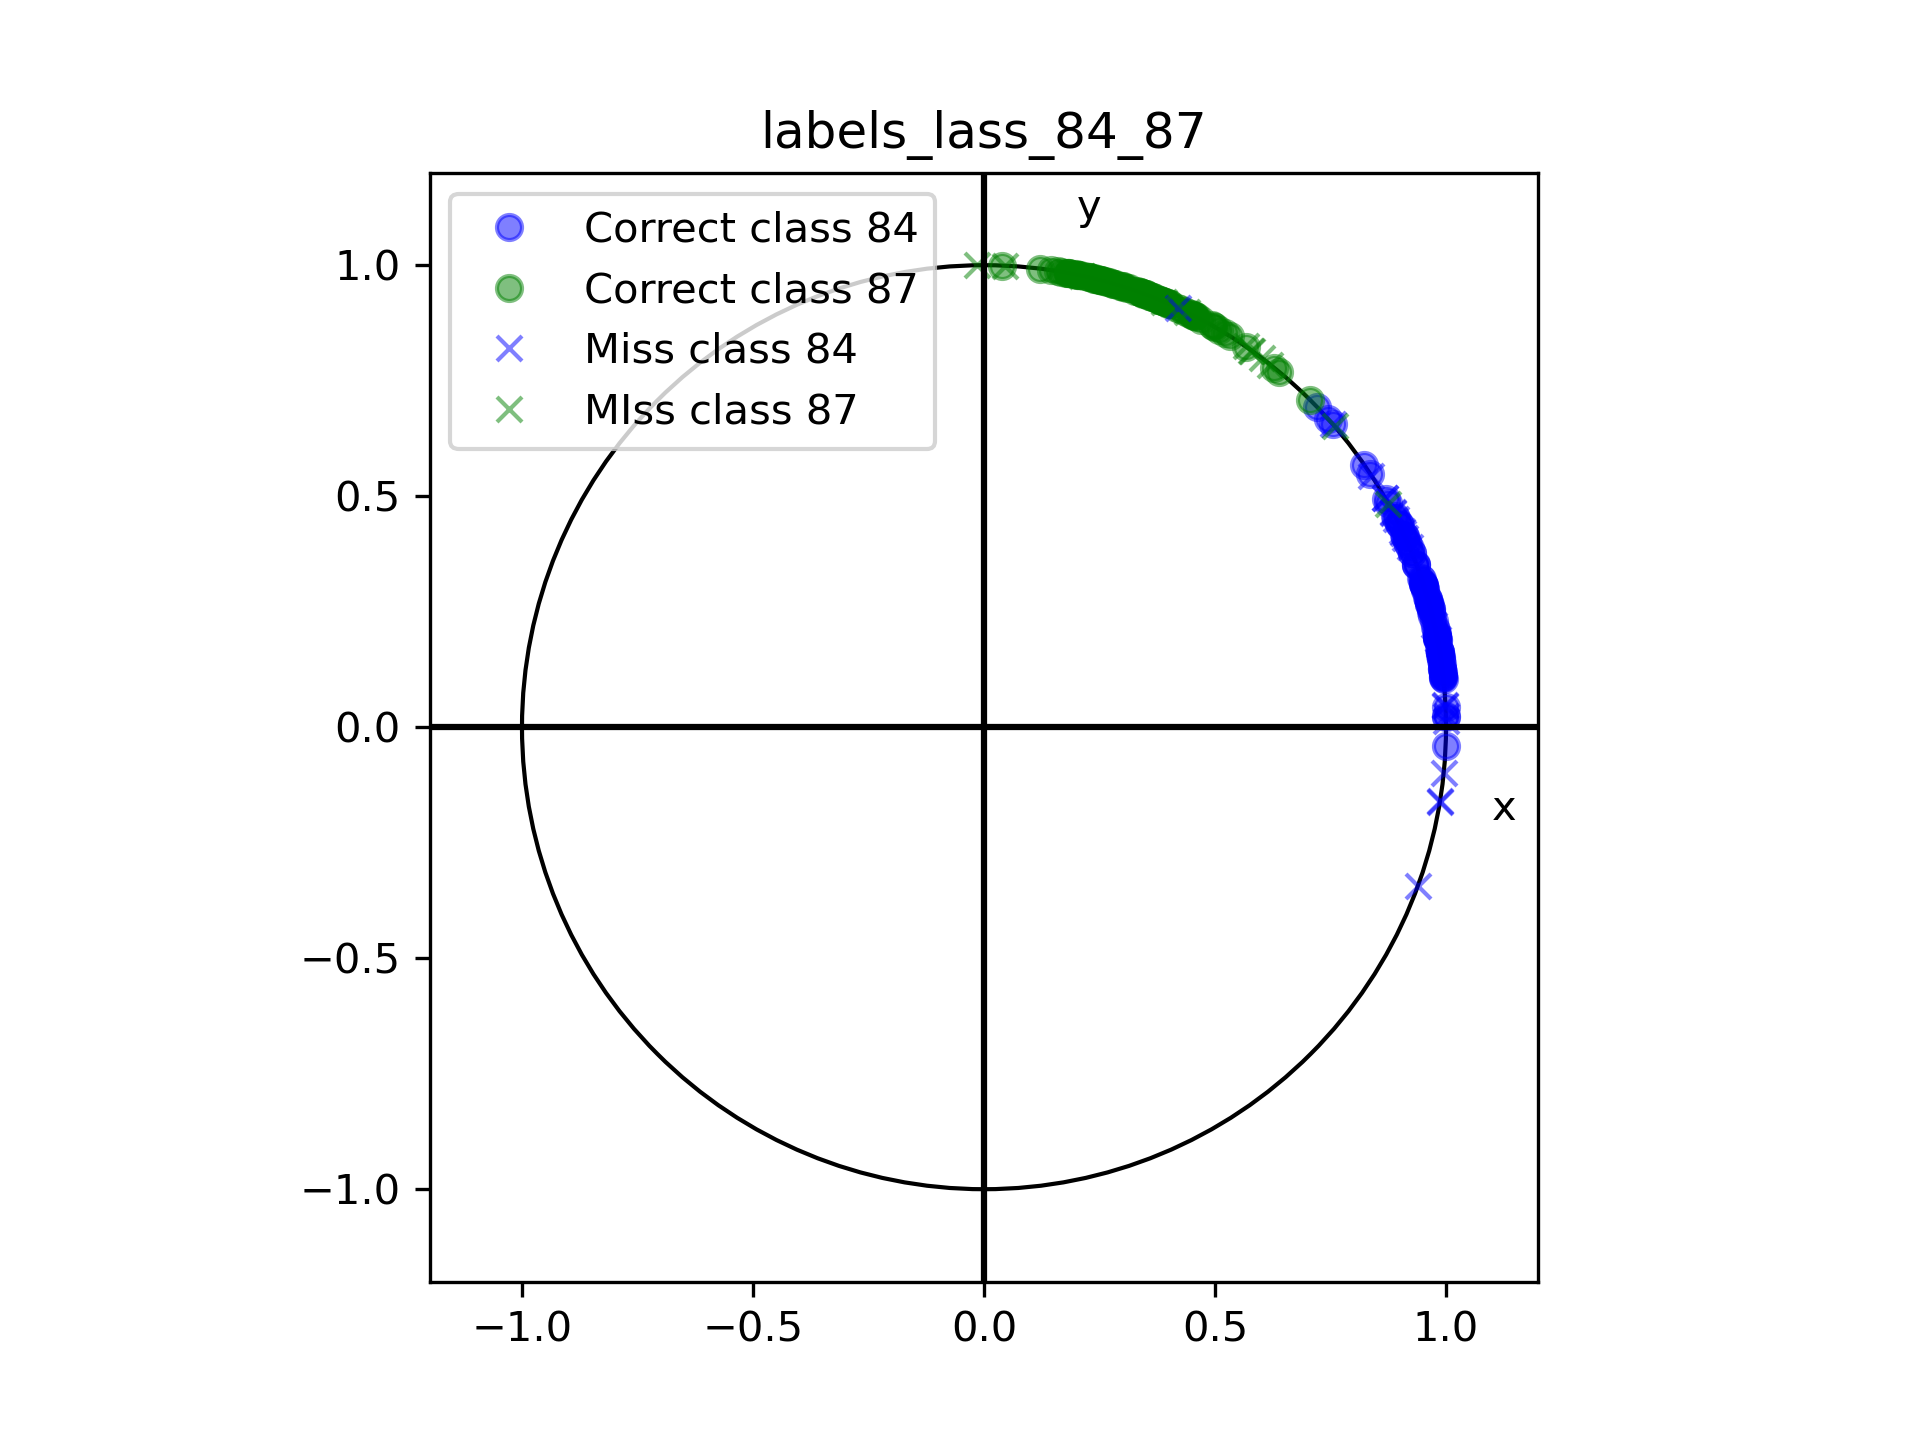 labels_lass_84_87
Correct class 84
Correct class 87
Miss class 84
MIss class 87
y
x
1.0
0.5
0.0
−0.5
−1.0
−1.0 −0.5 0.0 0.5 1.0